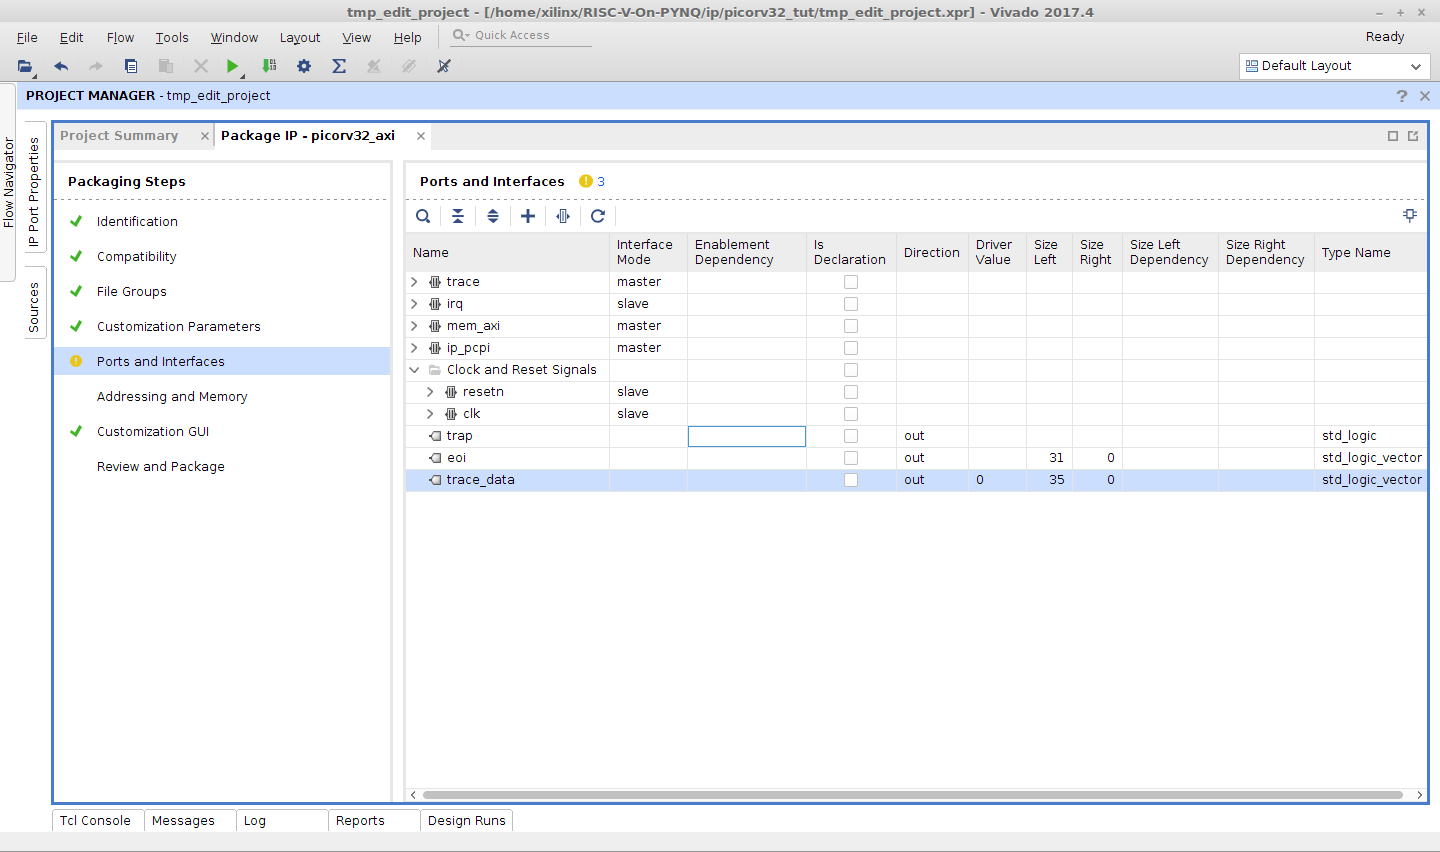 tmp_edit_project - [/home/xilinx/RISC-V-On-PYNQ/ip/picorv32_tut/tmp_edit_project.xpr] - Vivado 2017.4
File Edit Flow Tools Window Layout View Help Quick Access Ready
Default Layout
PROJECT MANAGER - tmp_edit_project
Flow Navigator
IP Port Properties
Sources
Project Summary Package IP - picorv32_axi
Packaging Steps
Identification
Compatibility
File Groups
Customization Parameters
Ports and Interfaces
Addressing and Memory
Customization GUI
Review and Package
Ports and Interfaces 3
Name Interface Mode Enablement Dependency Is Declaration Direction Driver Value Size Left Size Right Size Left Dependency Size Right Dependency Type Name
trace master
irq slave
mem_axi master
ip_pcpi master
Clock and Reset Signals
resetn slave
clk slave
trap out std_logic
eoi out 31 0 std_logic_vector
trace_data out 0 35 0 std_logic_vector
Tcl Console Messages Log Reports Design Runs